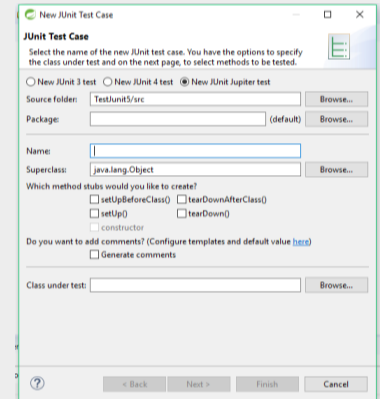 New JUnit Test Case
JUnit Test Case
Select the name of the new JUnit test case. You have the options to specify
the class under test and on the next page, to select methods to be tested.
New JUnit 3 test New JUnit 4 test New JUnit Jupiter test
Source folder: TestJunit5/src Browse...
Package: (default) Browse...
Name:
Superclass: java.lang.Object Browse...
Which method stubs would you like to create?
setUpBeforeClass() tearDownAfterClass()
setUp() tearDown()
constructor
Do you want to add comments? (Configure templates and default value here)
Generate comments
Class under test: Browse...
? < Back Next > Finish Cancel